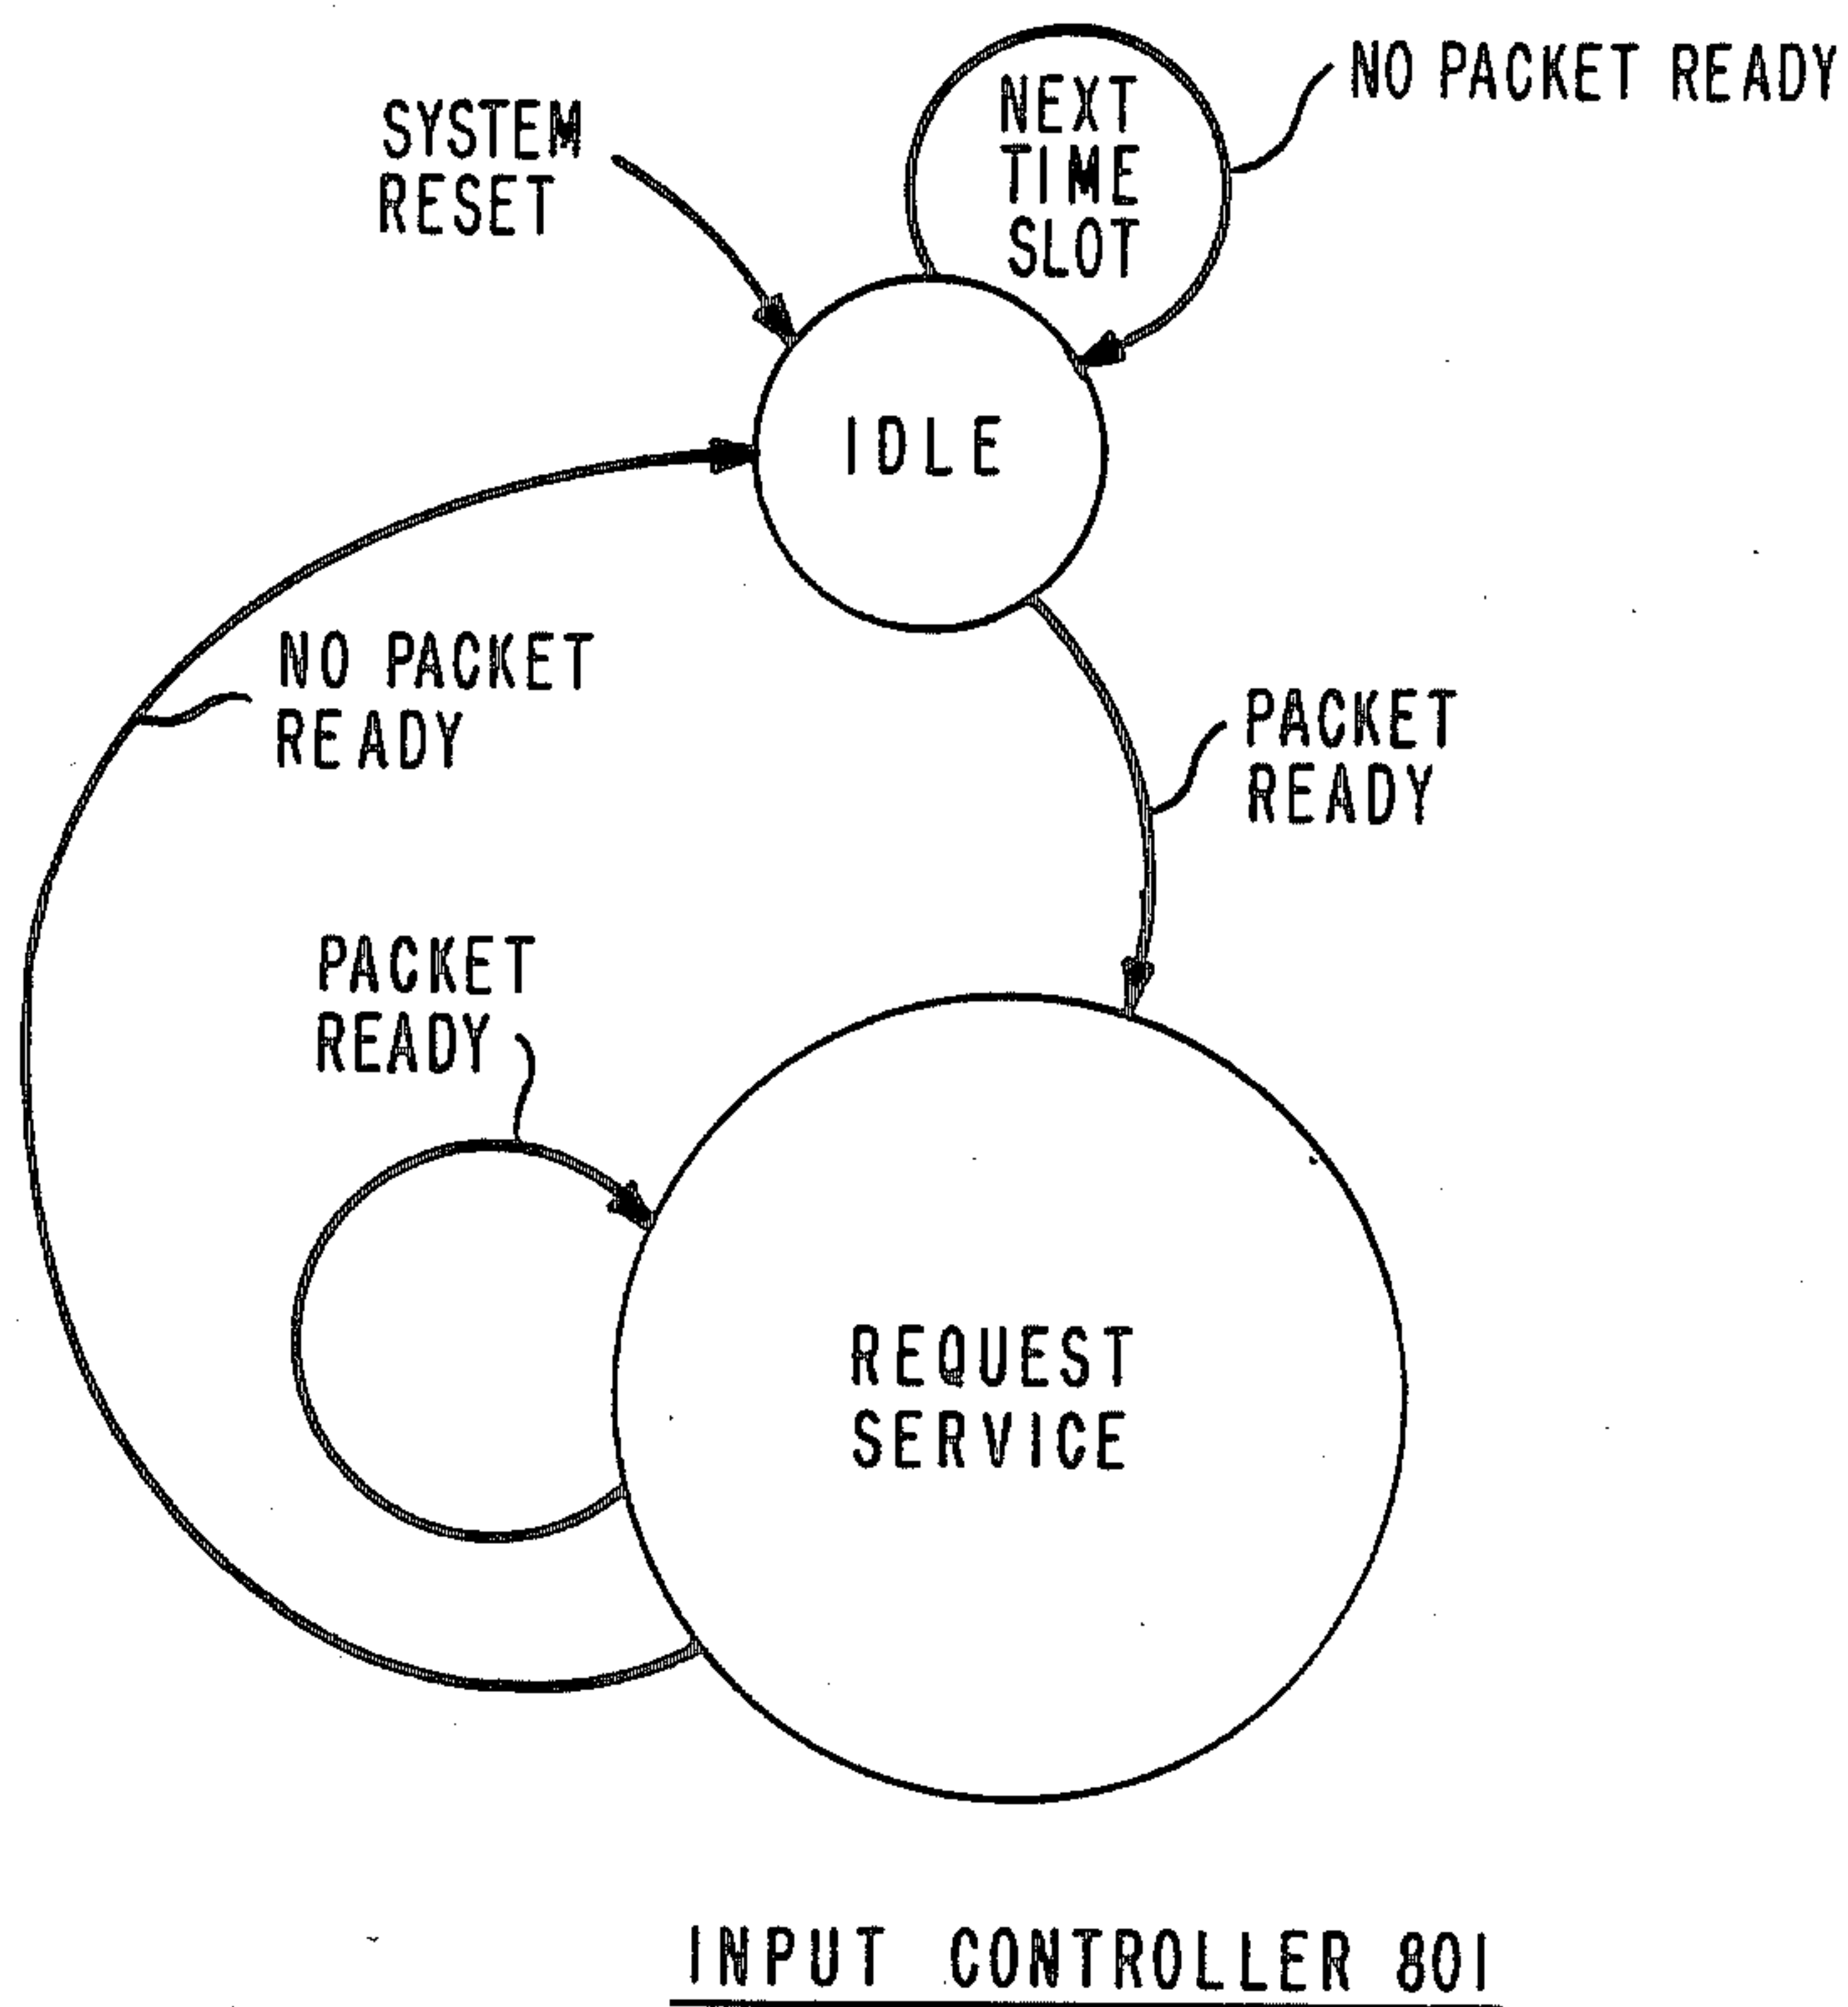 SYSTEM
RESET
NEXT
TIME
SLOT
NO PACKET READY
IDLE
NO PACKET
READY
PACKET
READY
PACKET
READY
REQUEST
SERVICE
INPUT CONTROLLER 801